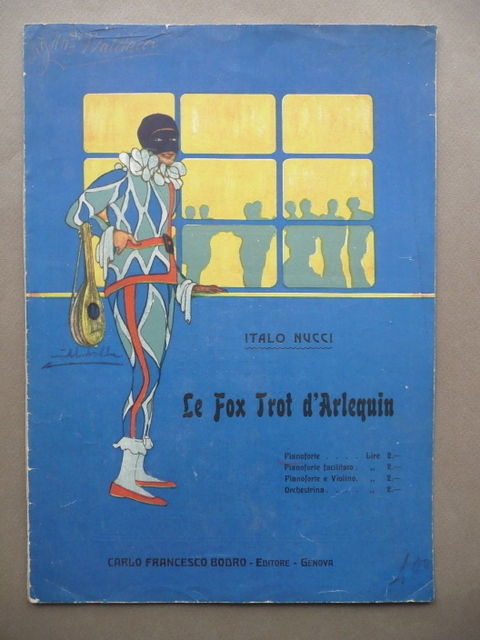 ITALO NUCCI
Le Fox Trot d'Arlequin
Pianoforte . . . . Lire 2.—
Pianoforte facilitato . „ 2.—
Pianoforte e Violino . „ 2.—
Orchestrina . . . . „ 2.—
CARLO FRANCESCO BODRO - EDITORE - GENOVA